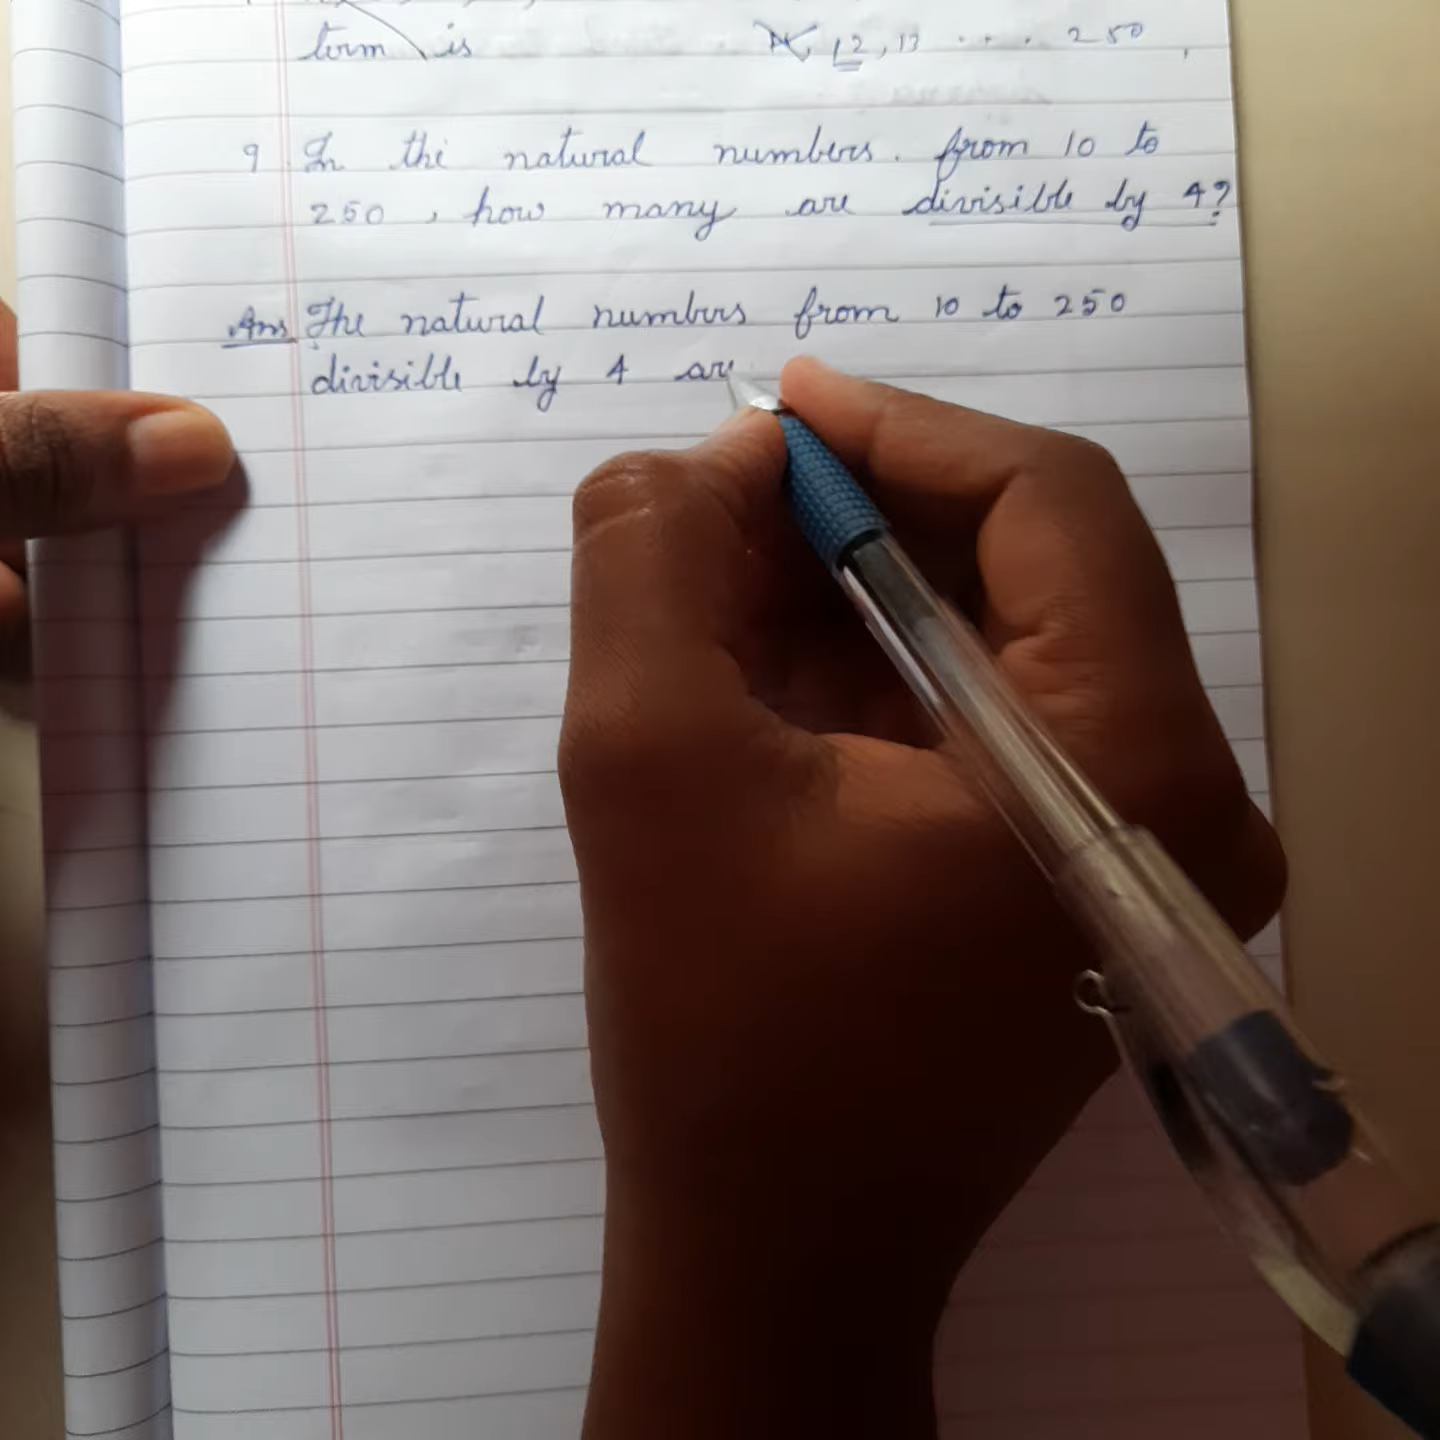 term is
12, 13 . . . . 250,
9 In the natural numbers. from 10 to
250, how many are divisible by 4?
Ans The natural numbers from 10 to 250
divisible by 4 are